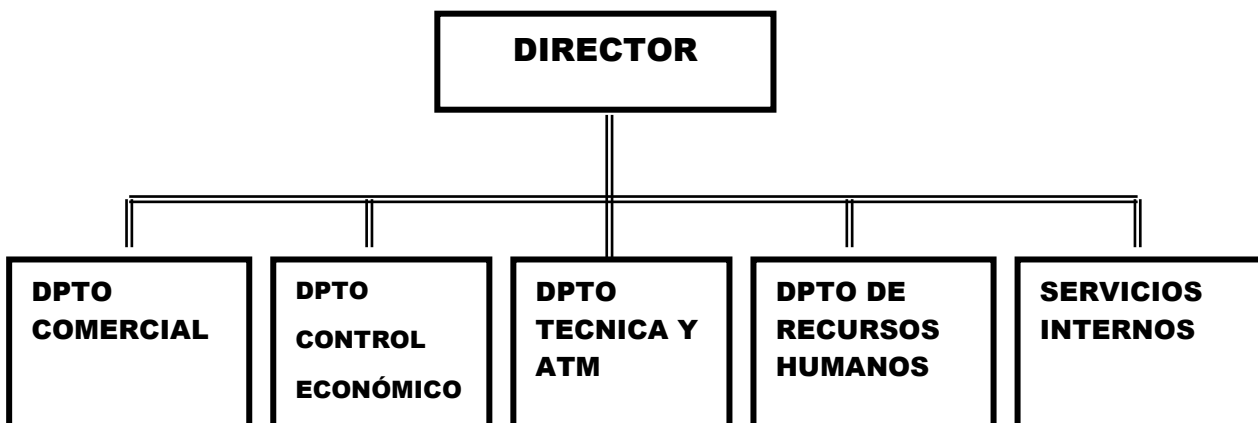 DIRECTOR
DPTO
COMERCIAL
DPTO
CONTROL
ECONÓMICO
DPTO
TECNICA Y
ATM
DPTO DE
RECURSOS
HUMANOS
SERVICIOS
INTERNOS